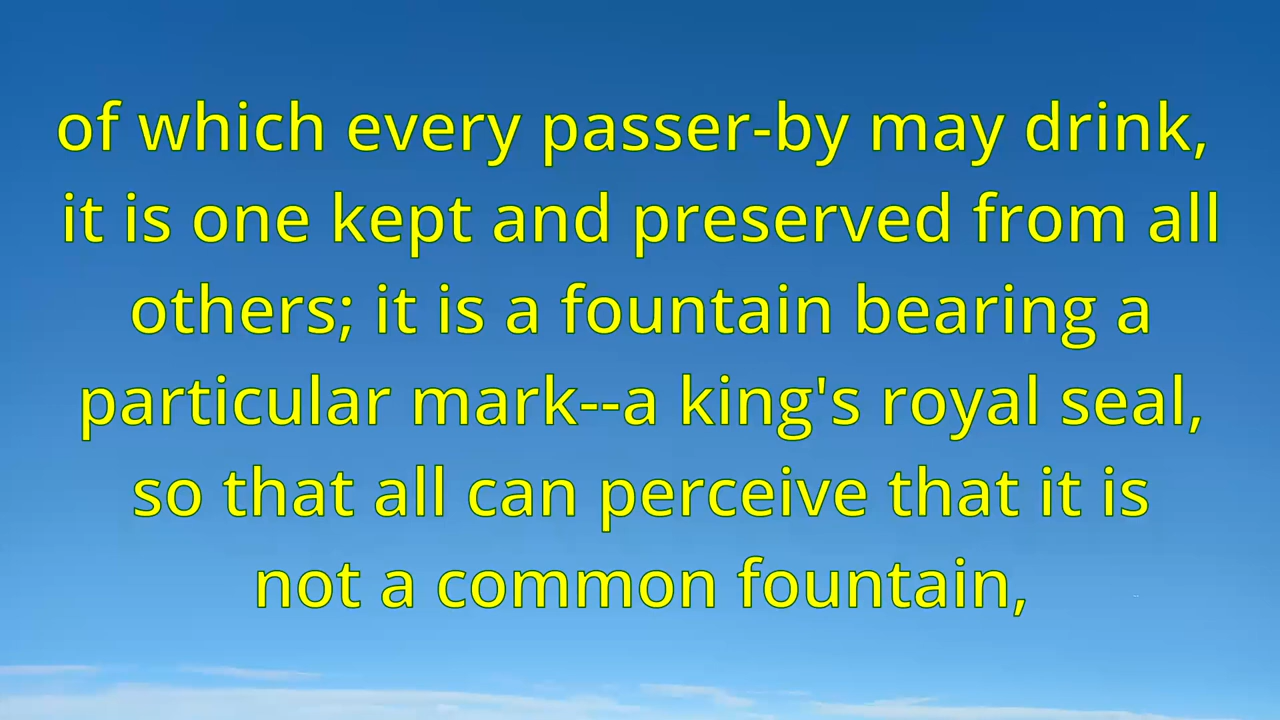 of which every passer-by may drink,
it is one kept and preserved from all
others; it is a fountain bearing a
particular mark--a king's royal seal,
so that all can perceive that it is
not a common fountain,